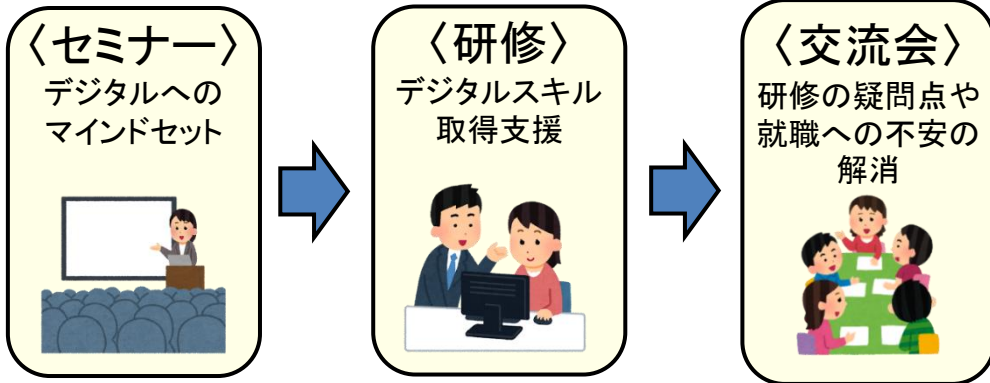 〈セミナー〉
デジタルへの
マインドセット
〈研修〉
デジタルスキル
取得支援
〈交流会〉
研修の疑問点や
就職への不安の
解消